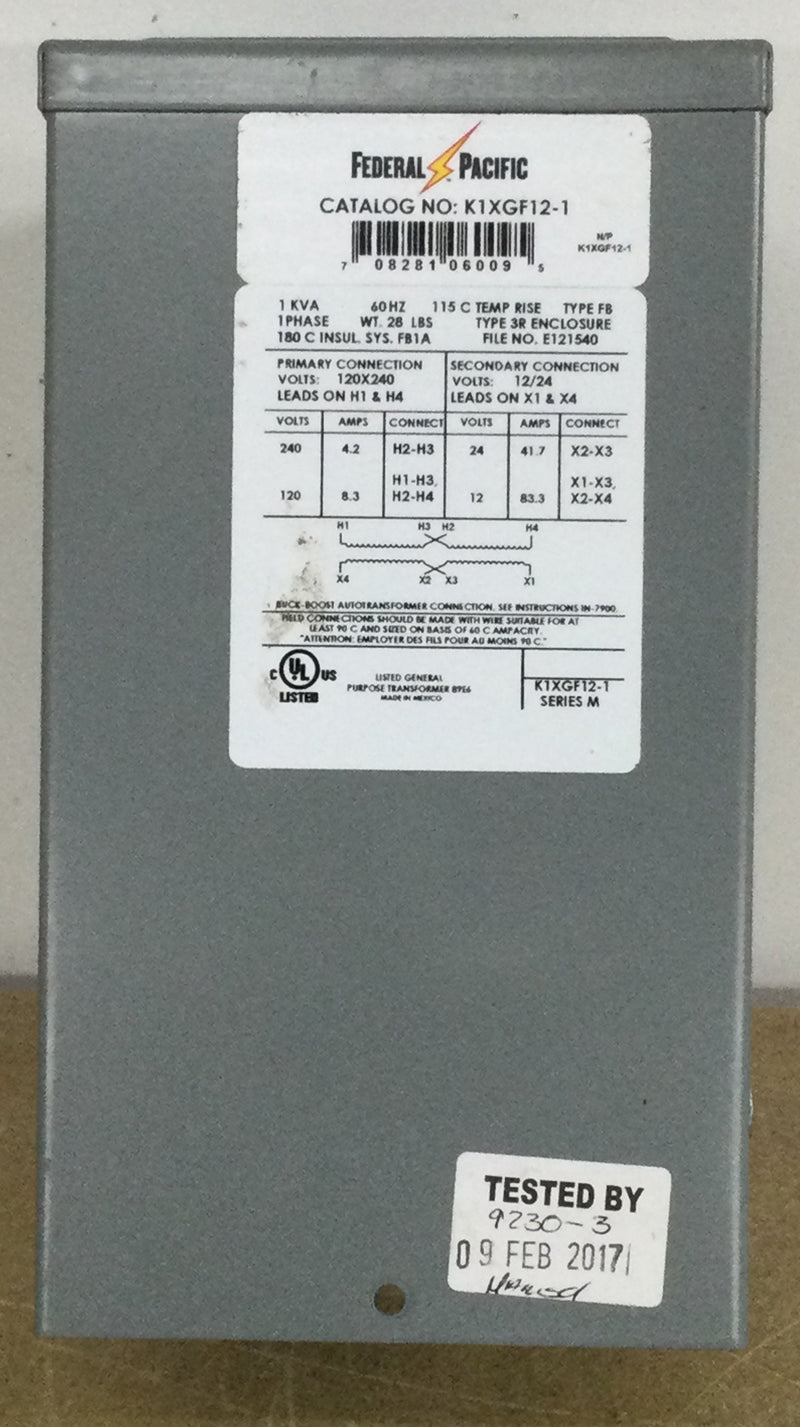 FEDERAL PACIFIC
CATALOG NO: K1XGF12-1
7 08281 06009 5
N/P
K1XGF12-1
1 KVA 60HZ 115 C TEMP RISE TYPE FB
1PHASE WT. 28 LBS TYPE 3R ENCLOSURE
180 C INSUL. SYS. FB1A FILE NO. E121540
PRIMARY CONNECTION
VOLTS: 120X240
LEADS ON H1 & H4
SECONDARY CONNECTION
VOLTS: 12/24
LEADS ON X1 & X4
VOLTS AMPS CONNECT VOLTS AMPS CONNECT
240 4.2 H2-H3 24 41.7 X2-X3
H1-H3, X1-X3,
120 8.3 H2-H4 12 83.3 X2-X4
H1 H3 H2 H4
X4 X2 X3 X1
BUCK-BOOST AUTOTRANSFORMER CONNECTION. SEE INSTRUCTIONS IN-7900.
FIELD CONNECTIONS SHOULD BE MADE WITH WIRE SUITABLE FOR AT
LEAST 90 C AND SIZED ON BASIS OF 60 C AMPACITY.
"ATTENTION: EMPLOYER DES FILS POUR AU MOINS 90 C."
C UL US
LISTED
LISTED GENERAL
PURPOSE TRANSFORMER 89E6
MADE IN MEXICO
K1XGF12-1
SERIES M
TESTED BY
9230-3
09 FEB 2017